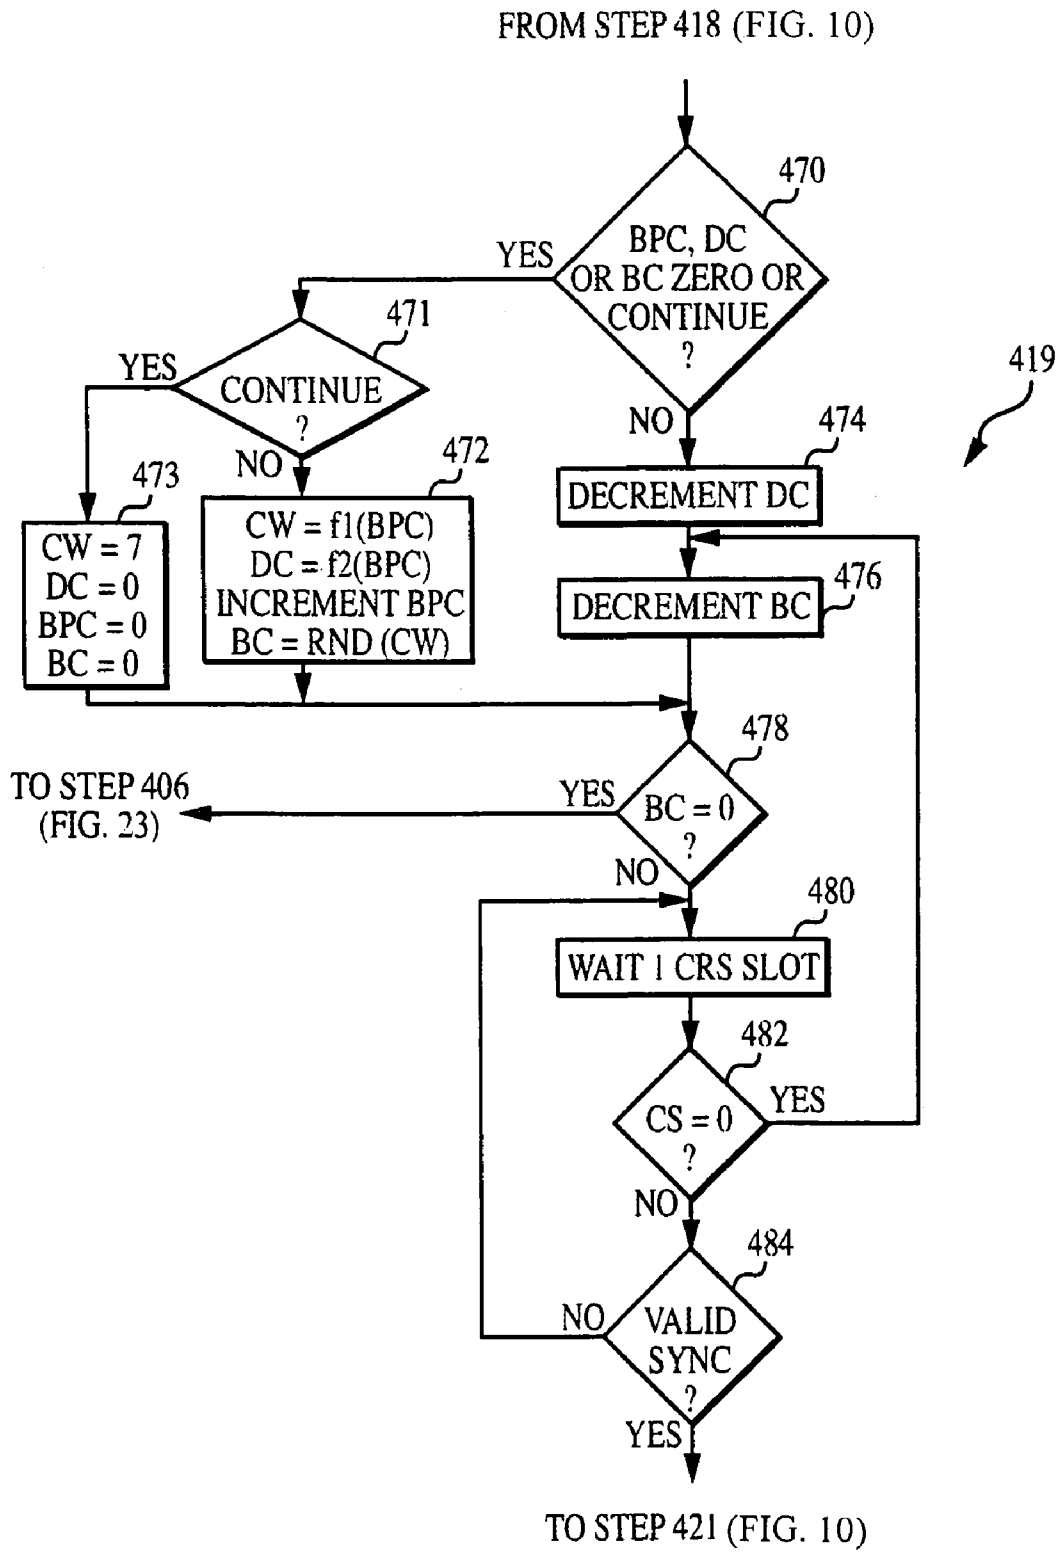 FROM STEP 418 (FIG. 10)
470
BPC, DC
OR BC ZERO OR
CONTINUE
?
YES
NO
471
CONTINUE
?
YES
NO
419
473
CW = 7
DC = 0
BPC = 0
BC = 0
472
CW = f1(BPC)
DC = f2(BPC)
INCREMENT BPC
BC = RND (CW)
474
DECREMENT DC
476
DECREMENT BC
478
BC = 0
?
YES
NO
TO STEP 406
(FIG. 23)
480
WAIT 1 CRS SLOT
482
CS = 0
?
YES
NO
484
VALID
SYNC
?
NO
YES
TO STEP 421 (FIG. 10)